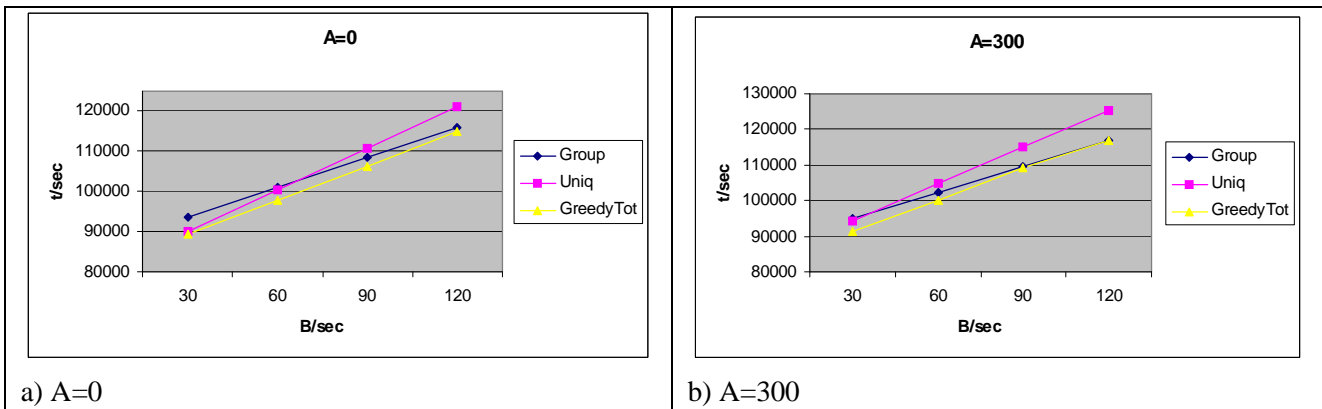 A=0
120000
110000
100000
90000
80000
t/sec
30 60 90 120
B/sec
Group
Uniq
GreedyTot
a) A=0
A=300
130000
120000
110000
100000
90000
80000
t/sec
30 60 90 120
B/sec
Group
Uniq
GreedyTot
b) A=300